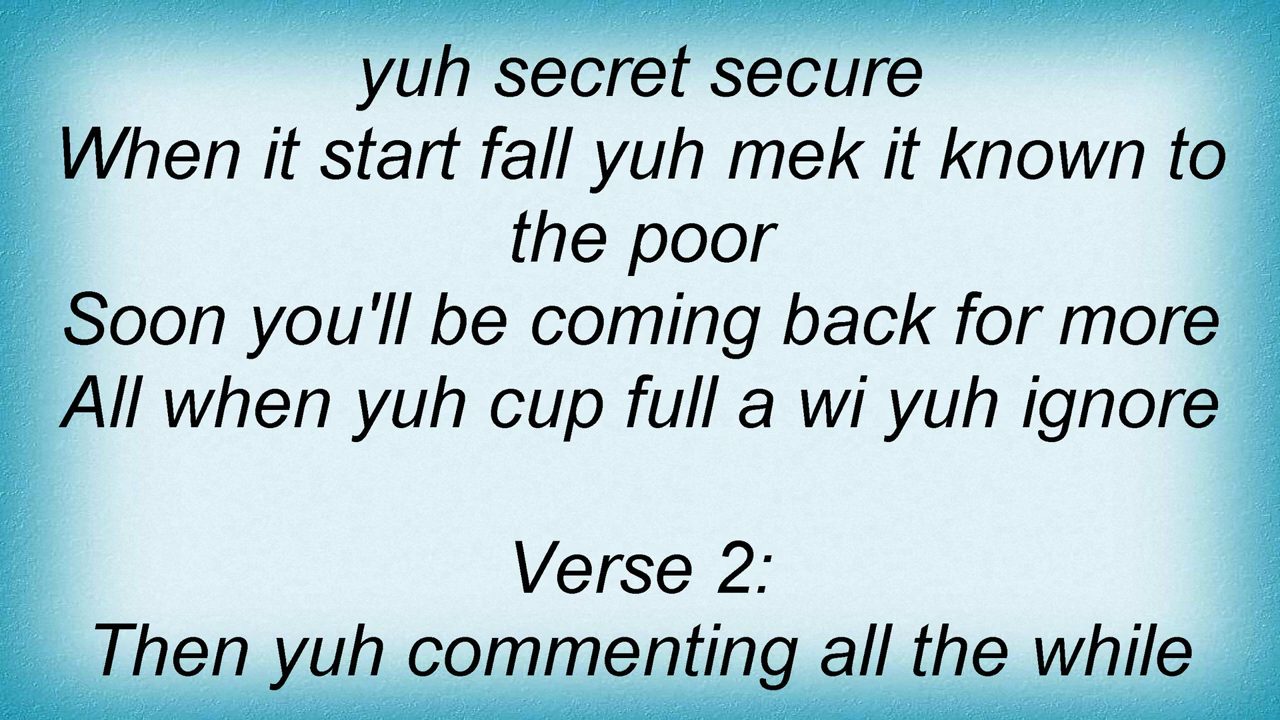 yuh secret secure
When it start fall yuh mek it known to
the poor
Soon you'll be coming back for more
All when yuh cup full a wi yuh ignore
Verse 2:
Then yuh commenting all the while